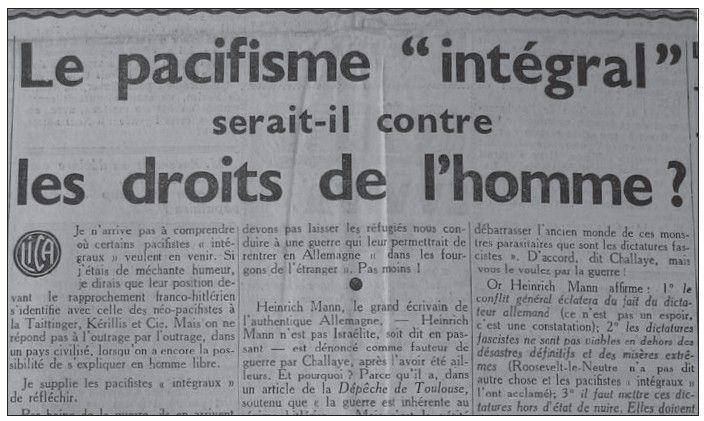 Le pacifisme “intégral”
serait-il contre
les droits de l'homme ?
LICA
Je n'arrive pas à comprendre
où certains pacifistes « inté-
graux » veulent en venir. Si
j'étais de méchante humeur,
je dirais que leur position de-
vant le rapprochement franco-hitlérien
s'identifie avec celle des néo-pacifistes à
la Taittinger, Kérillis et Cie. Mais on ne
répond pas à l'outrage par l'outrage, dans
un pays civilisé, lorsqu'on a encore la pos-
sibilité de s'expliquer en homme libre.
Je supplie les pacifistes « intégraux »
de réfléchir.
devons pas laisser les réfugiés nous con-
duire à une guerre qui leur permettrait de
rentrer en Allemagne « dans les four-
gons de l'étranger ». Pas moins !
Heinrich Mann, le grand écrivain de
l'authentique Allemagne, — Heinrich
Mann n'est pas Israélite, soit dit en pas-
sant — est dénoncé comme fauteur de
guerre par Challaye, après l'avoir été ail-
leurs. Et pourquoi ? Parce qu'il a, dans
un article de la Dépêche de Toulouse,
soutenu que « la guerre est inhérente au
débarrasser l'ancien monde de ces mons-
tres parasitaires que sont les dictatures fas-
cistes ». D'accord, dit Challaye, mais
vous le voulez par la guerre !
Or Heinrich Mann affirme : 1° le
conflit général éclatera du fait du dicta-
teur allemand (ce n'est pas un espoir,
c'est une constatation); 2° les dictatures
fascistes ne sont pas viables en dehors des
désastres définitifs et des misères extrê-
mes (Roosevelt-le-Neutre n'a pas dit
autre chose et les pacifistes « intégraux »
l'ont acclamé); 3° il faut mettre ces dic-
tatures hors d'état de nuire. Elles doivent